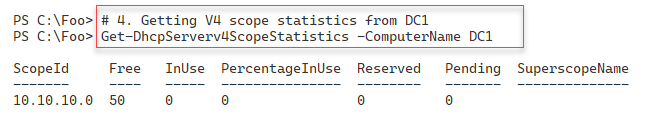 PS C:\Foo> # 4. Getting V4 scope statistics from DC1
PS C:\Foo> Get-DhcpServerv4ScopeStatistics -ComputerName DC1
ScopeId Free InUse PercentageInUse Reserved Pending SuperscopeName
------- ---- ----- --------------- -------- ------- --------------
10.10.10.0 50 0 0 0 0